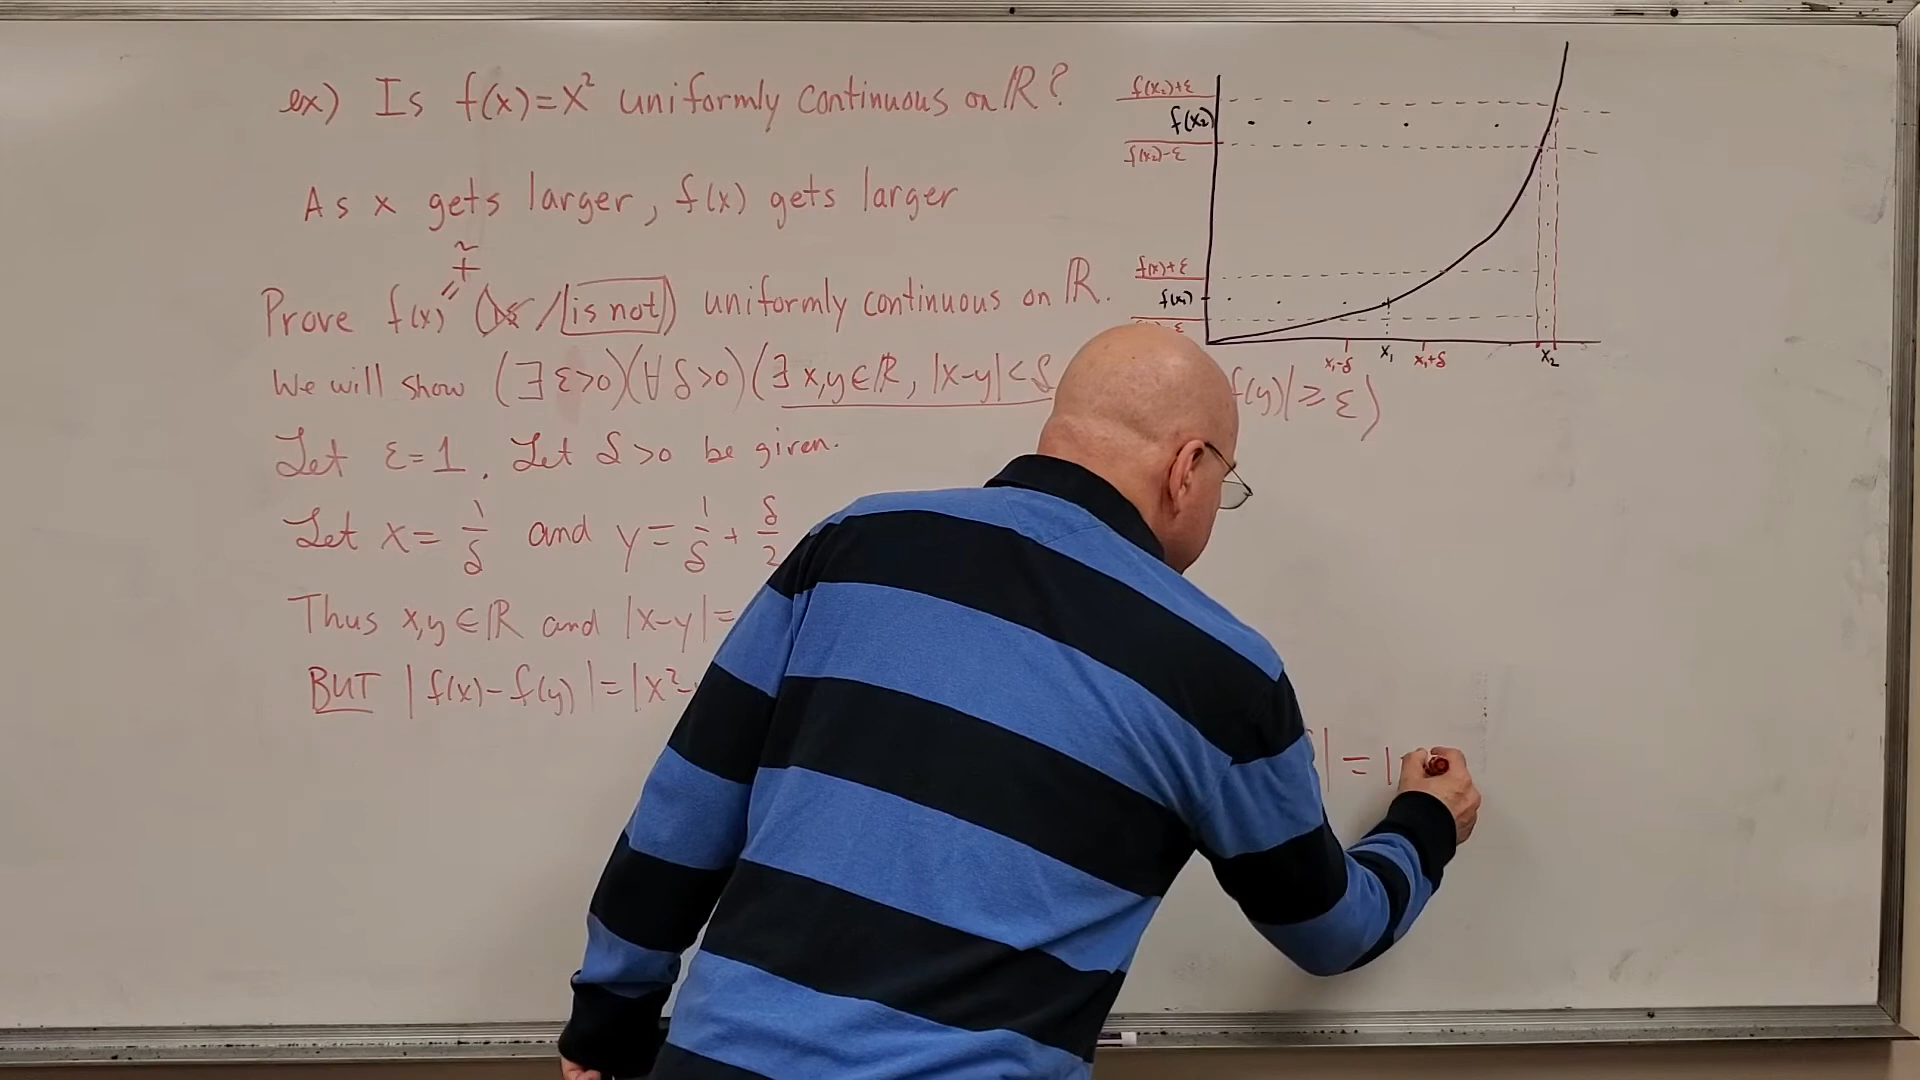 ex) Is f(x)=x² uniformly continuous on ℝ?
As x gets larger, f(x) gets larger
Prove f(x) (is/is not) uniformly continuous on ℝ.
We will show (∃ ε>0)(∀ δ>0)(∃ x,y∈ℝ, |x-y|<δ f(y)|≥ε)
Let ε=1. Let δ>0 be given.
Let x= 1/δ and y= 1/δ + δ/2
Thus x,y∈ℝ and |x-y|=
BUT |f(x)-f(y)|=|x²-
| = |
f(x₂)+ε
f(x₂)
f(x₂)-ε
f(x)+ε
f(x₁)
x₁-δ x₁ x₁+δ x₂